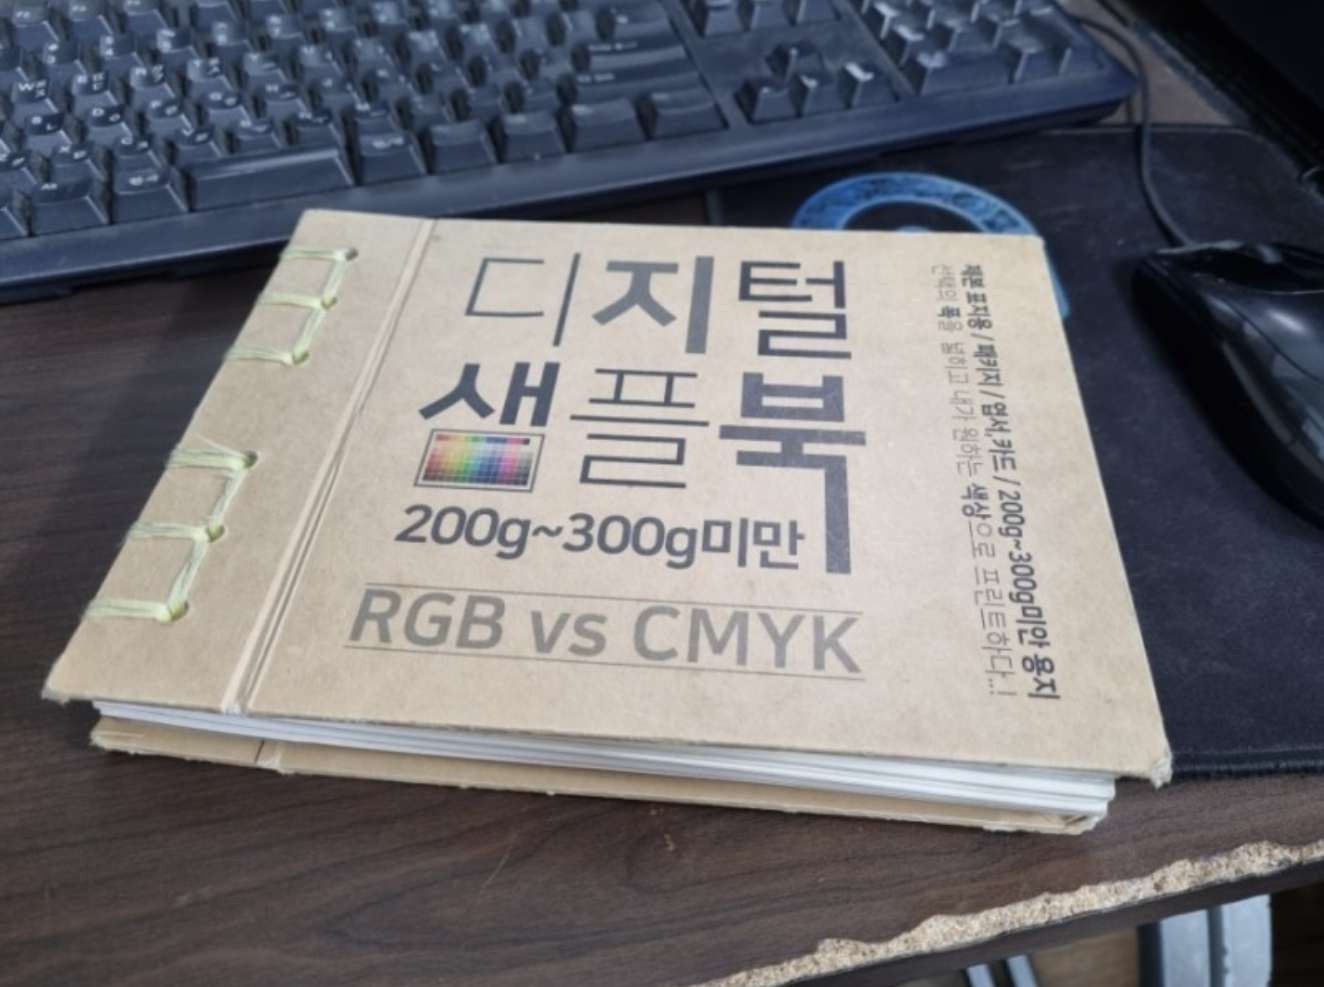 디지털
샘플북
200g~300g미만
RGB vs CMYK
제본 표지용 / 패키지 / 엽서,카드 / 200g~300g미만 용지
선택의 폭을 넓히고 내가 원하는 색상으로 프린트하다...!